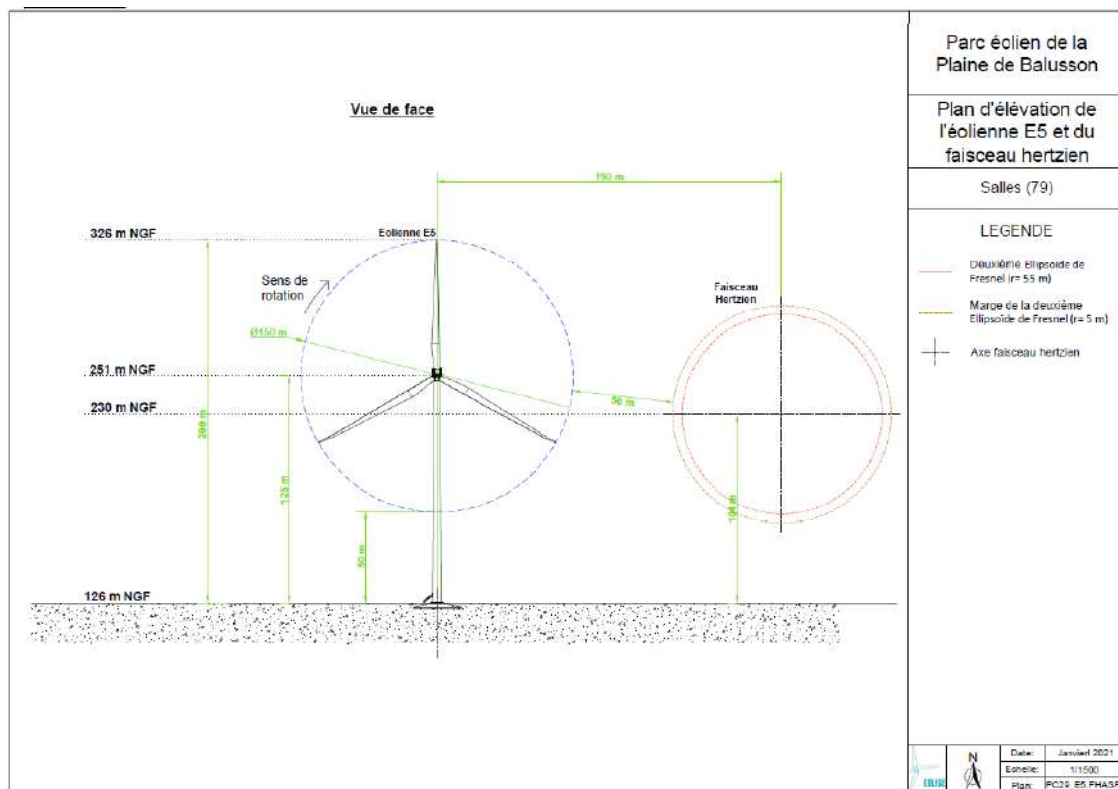 Vue de face
190 m
326 m NGF
Eolienne E5
Sens de
rotation
Faisceau
Hertzien
Ø150 m
251 m NGF
230 m NGF
56 m
200 m
125 m
104 m
50 m
126 m NGF
Parc éolien de la
Plaine de Balusson
Plan d'élévation de
l'éolienne E5 et du
faisceau hertzien
Salles (79)
LEGENDE
Deuxième Ellipsoide de
Fresnel (r= 55 m)
Marge de la deuxième
Ellipsoide de Fresnel (r= 5 m)
Axe faisceau hertzien
N
Date: Janvier 2021
Echelle: 1/1500
Plan: